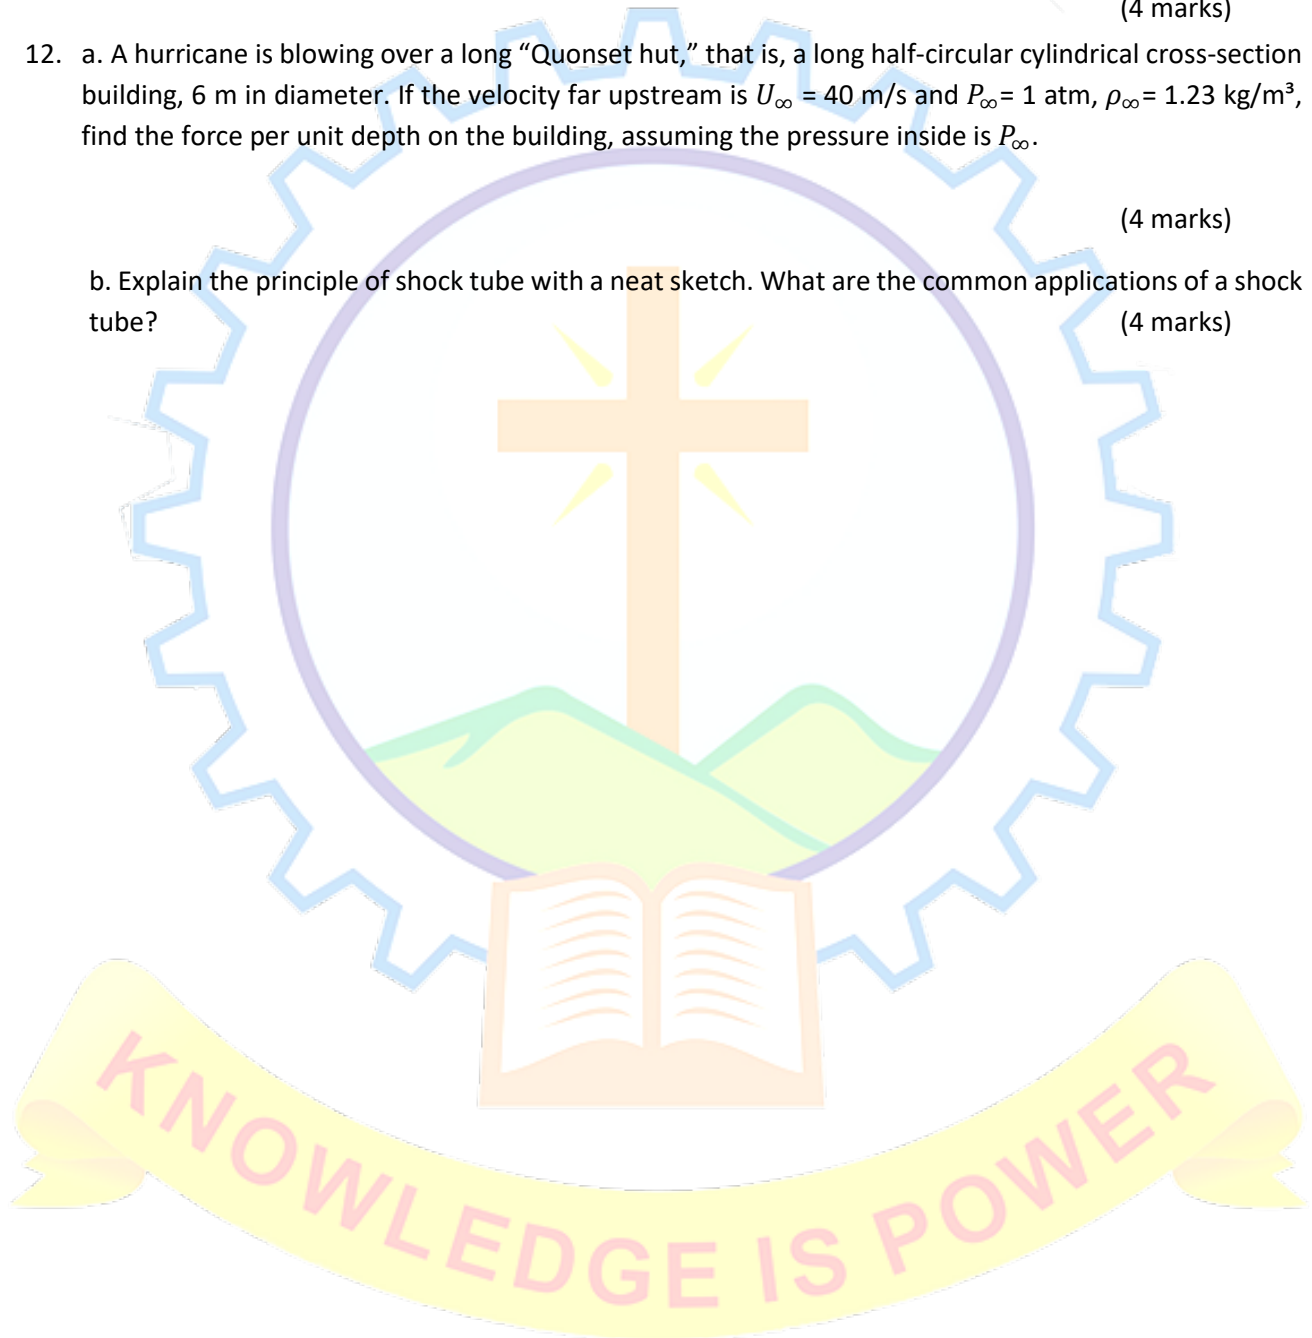 (4 marks)
12. a. A hurricane is blowing over a long “Quonset hut,” that is, a long half-circular cylindrical cross-section
building, 6 m in diameter. If the velocity far upstream is 𝑈∞ = 40 m/s and 𝑃∞= 1 atm, 𝜌∞= 1.23 kg/m³,
find the force per unit depth on the building, assuming the pressure inside is 𝑃∞.
(4 marks)
b. Explain the principle of shock tube with a neat sketch. What are the common applications of a shock
tube? (4 marks)
KNOWLEDGE IS POWER